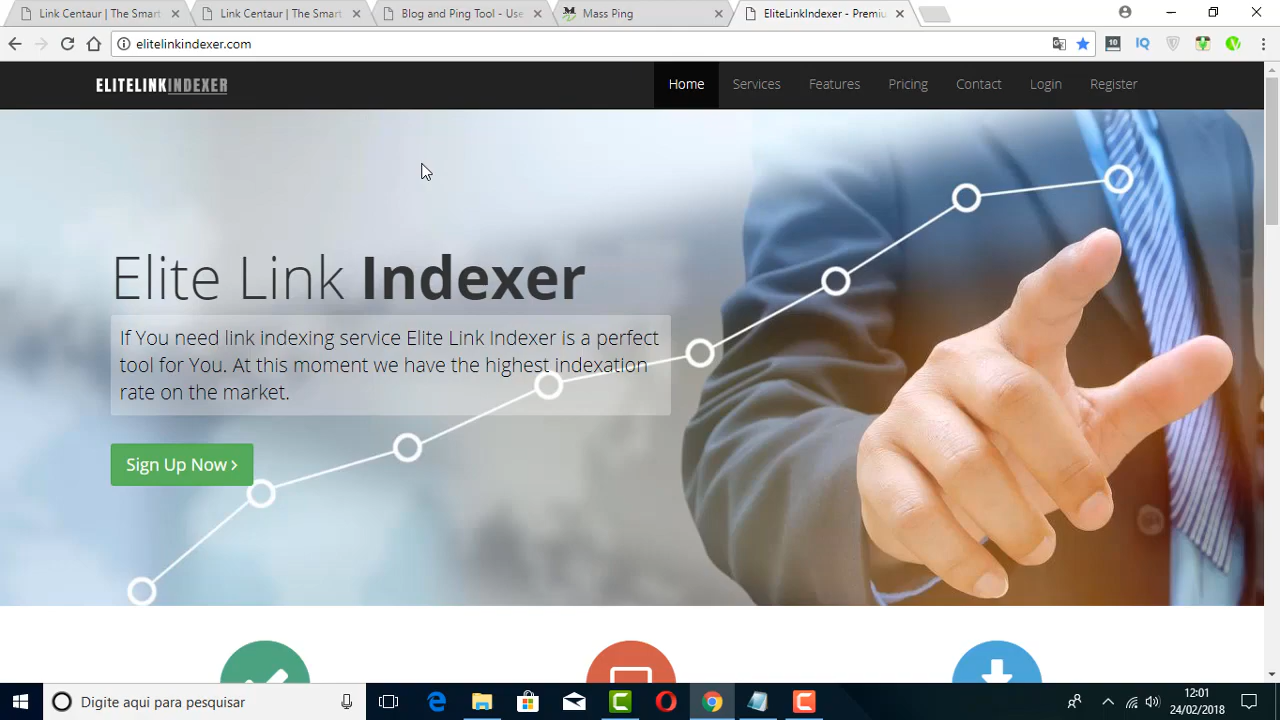 Link Centaur | The Smart
Link Centaur | The Smart
Blog and Ping Tool - Use
Mass Ping
EliteLinkIndexer - Premiu
elitelinkindexer.com
10
IQ
V
ELITELINKINDEXER
Home
Services
Features
Pricing
Contact
Login
Register
Elite Link Indexer
If You need link indexing service Elite Link Indexer is a perfect
tool for You. At this moment we have the highest indexation
rate on the market.
Sign Up Now >
Digite aqui para pesquisar
12:01
24/02/2018